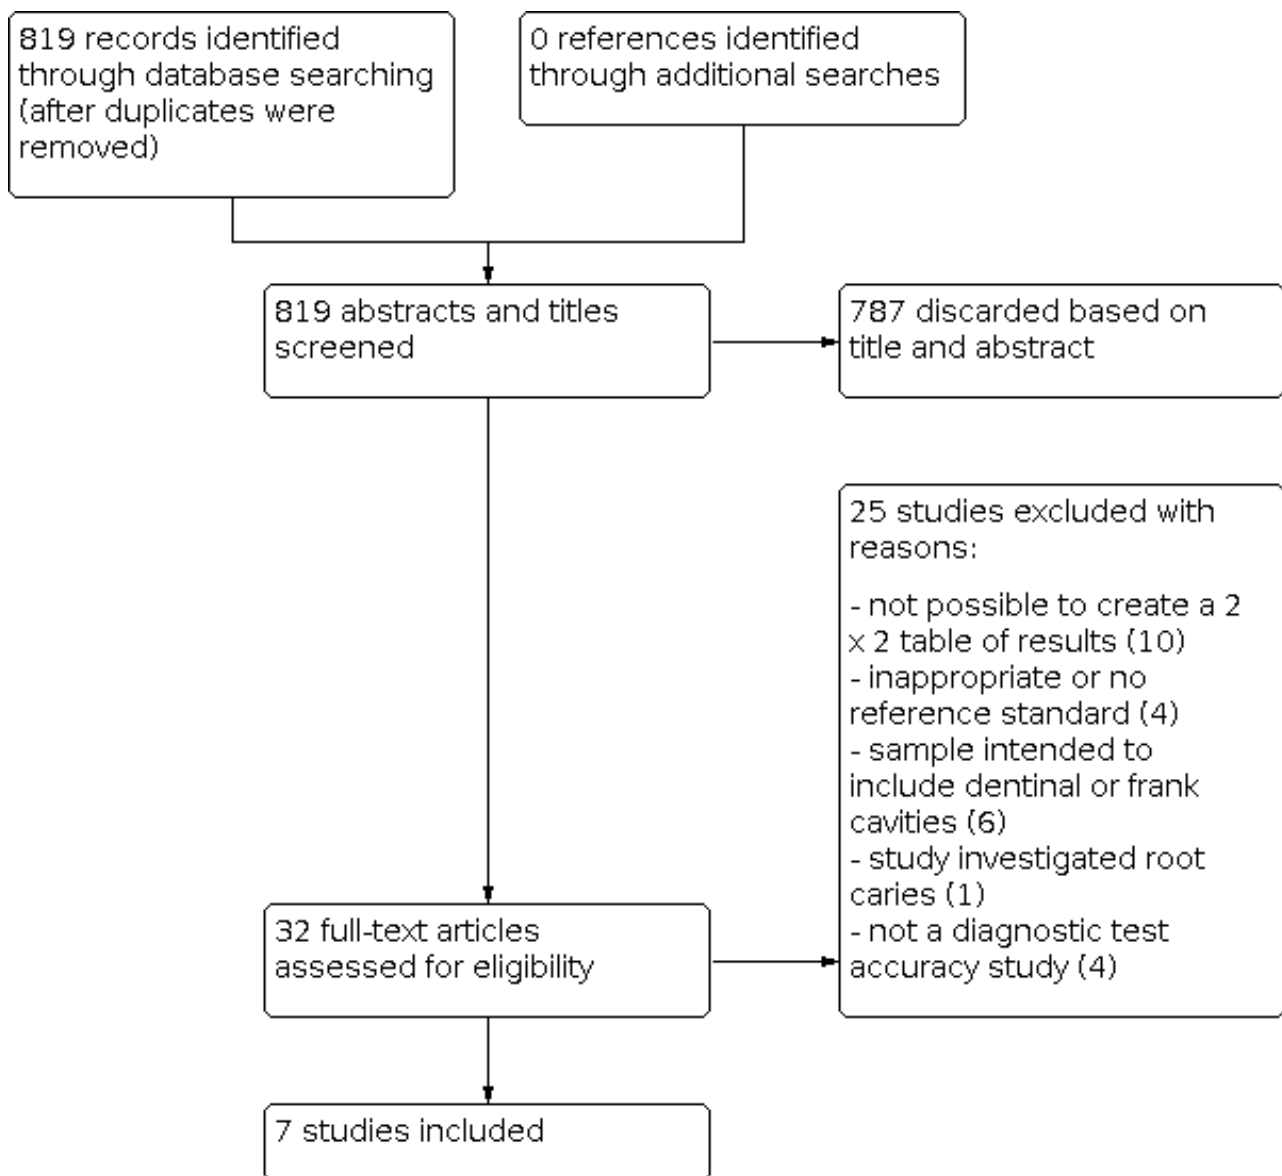 819 records identified
through database searching
(after duplicates were
removed)
0 references identified
through additional searches
819 abstracts and titles
screened
787 discarded based on
title and abstract
25 studies excluded with
reasons:
- not possible to create a 2
x 2 table of results (10)
- inappropriate or no
reference standard (4)
- sample intended to
include dentinal or frank
cavities (6)
- study investigated root
caries (1)
- not a diagnostic test
accuracy study (4)
32 full-text articles
assessed for eligibility
7 studies included